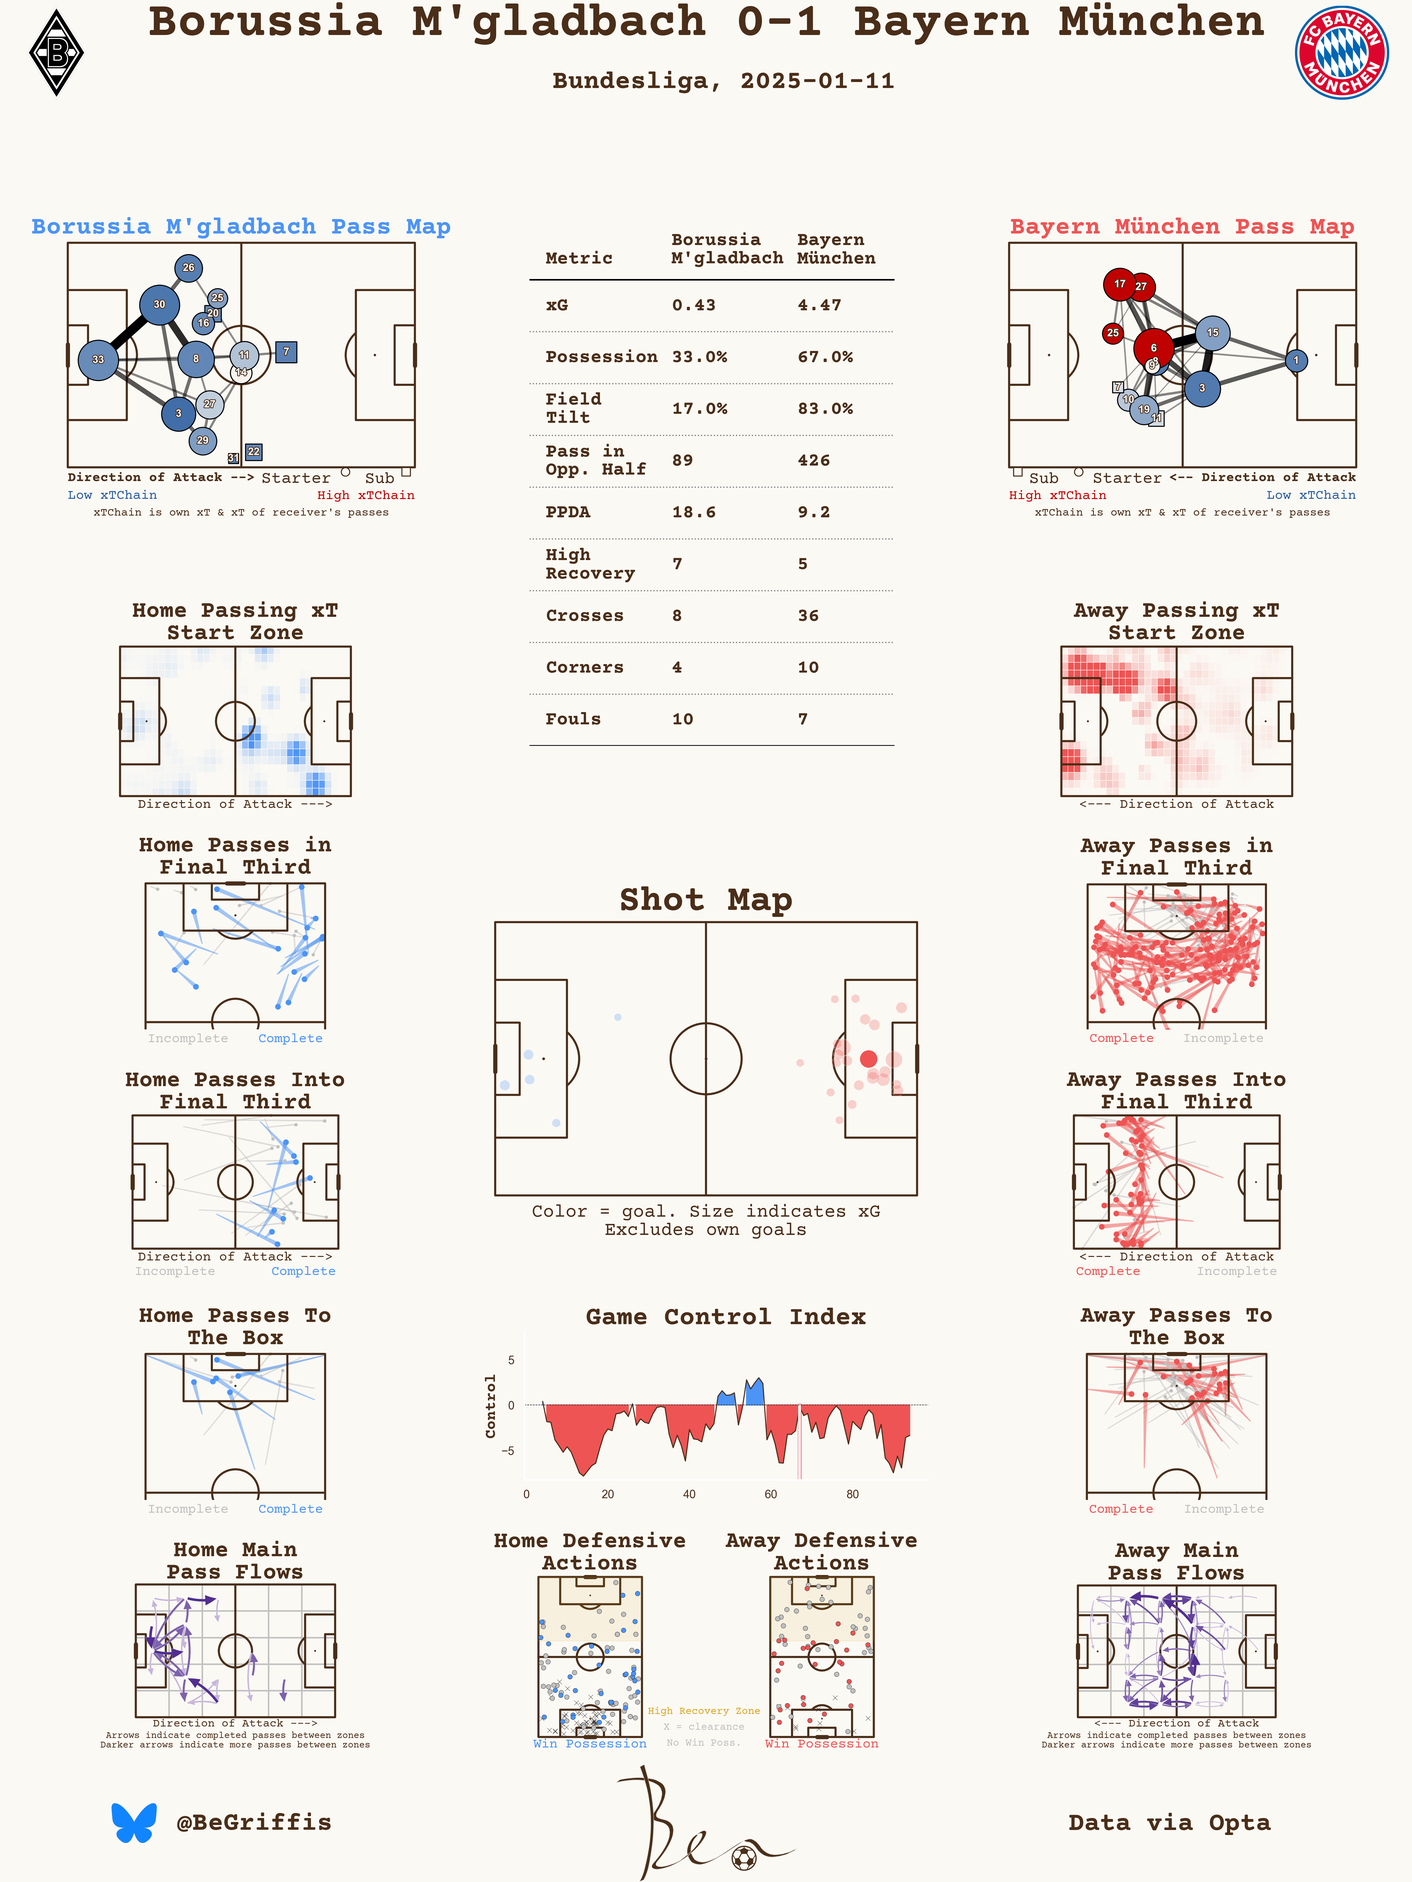 Borussia M'gladbach 0-1 Bayern München
Bundesliga, 2025-01-11
B
FC BAYERN
MÜNCHEN
Borussia M'gladbach Pass Map
26
25
30
20
16
33
8
11
7
14
27
3
29
31
22
Direction of Attack --> Starter Sub
Low xTChain High xTChain
xTChain is own xT & xT of receiver's passes
Metric Borussia M'gladbach Bayern München
xG 0.43 4.47
Possession 33.0% 67.0%
Field Tilt 17.0% 83.0%
Pass in Opp. Half 89 426
PPDA 18.6 9.2
High Recovery 7 5
Crosses 8 36
Corners 4 10
Fouls 10 7
Bayern München Pass Map
17
27
25
15
6
8
9
1
7
3
10
19
11
Sub Starter <-- Direction of Attack
High xTChain Low xTChain
xTChain is own xT & xT of receiver's passes
Home Passing xT
Start Zone
Direction of Attack --->
Away Passing xT
Start Zone
<--- Direction of Attack
Home Passes in
Final Third
Incomplete Complete
Away Passes in
Final Third
Complete Incomplete
Shot Map
Color = goal. Size indicates xG
Excludes own goals
Home Passes Into
Final Third
Direction of Attack --->
Incomplete Complete
Away Passes Into
Final Third
<--- Direction of Attack
Complete Incomplete
Home Passes To
The Box
Incomplete Complete
Game Control Index
Control
5
0
−5
0 20 40 60 80
Away Passes To
The Box
Complete Incomplete
Home Main
Pass Flows
Direction of Attack --->
Arrows indicate completed passes between zones
Darker arrows indicate more passes between zones
Home Defensive
Actions
Win Possession
Away Defensive
Actions
Win Possession
High Recovery Zone
X = clearance
No Win Poss.
Away Main
Pass Flows
<--- Direction of Attack
Arrows indicate completed passes between zones
Darker arrows indicate more passes between zones
@BeGriffis
Ben
Data via Opta